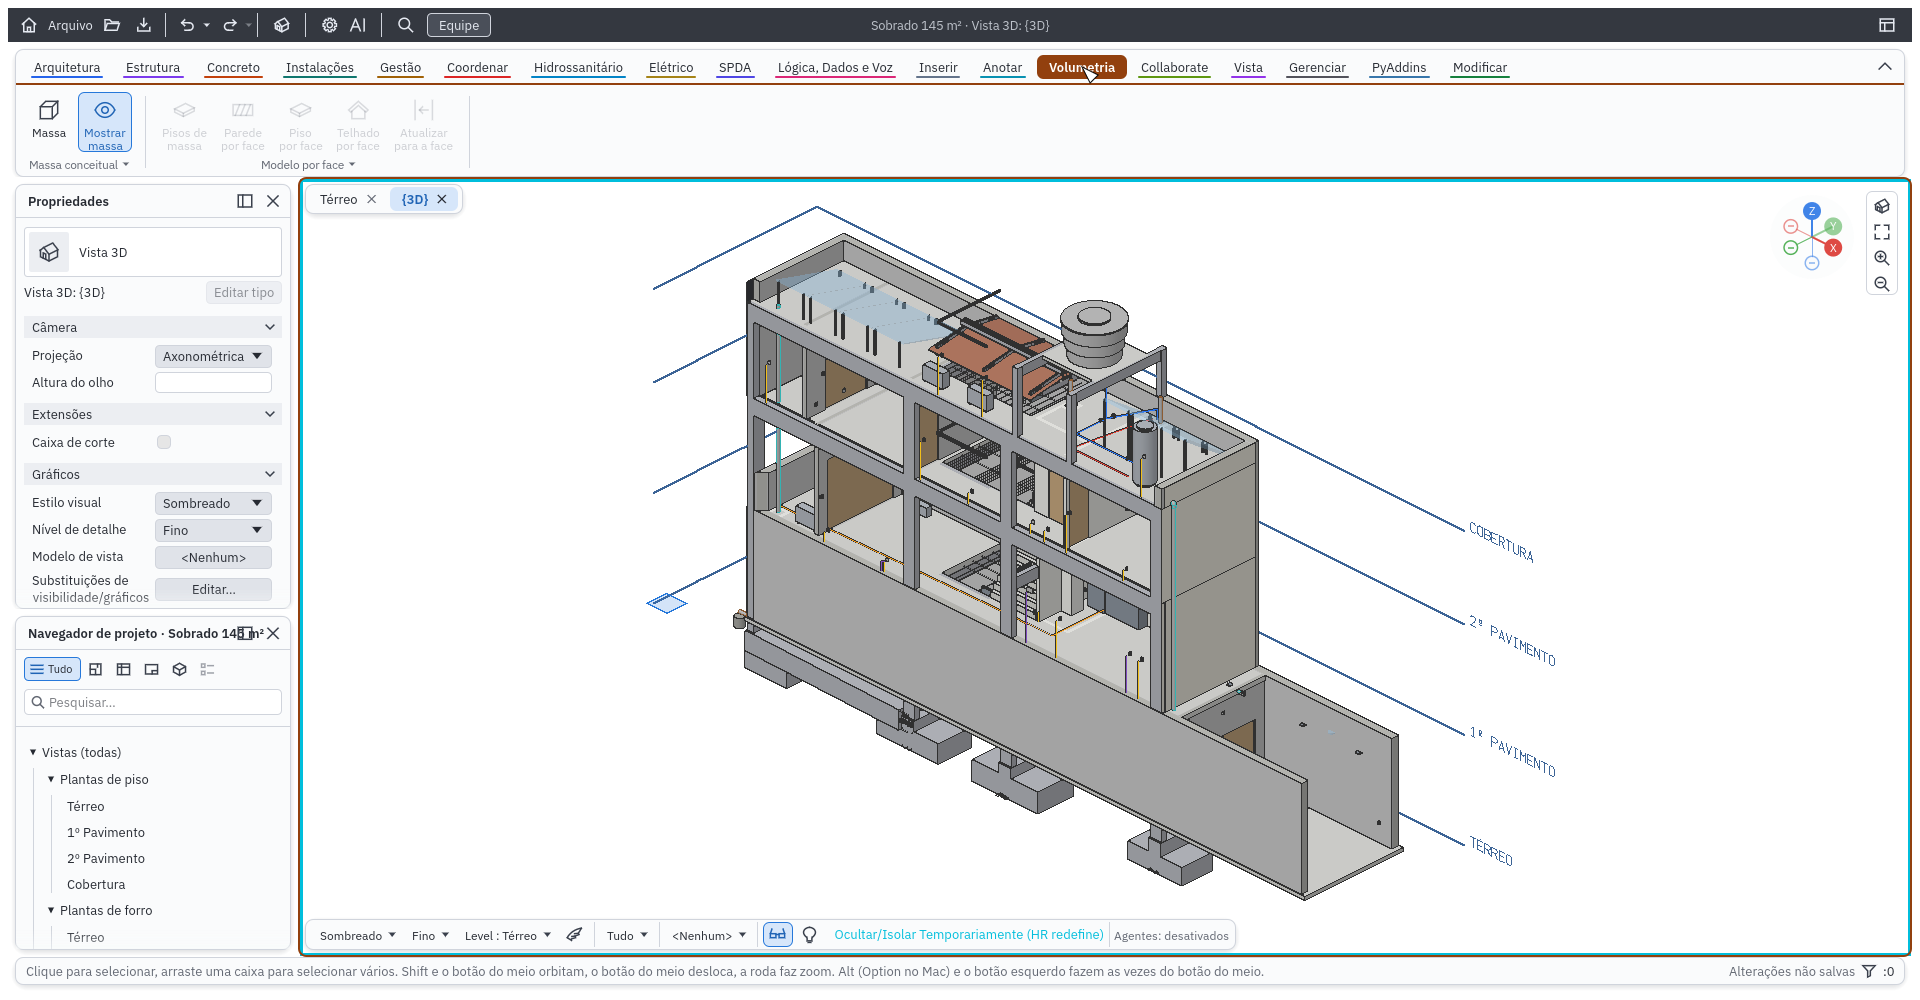 Arquivo
AI
Equipe
Sobrado 145 m² · Vista 3D: {3D}
Arquitetura Estrutura Concreto Instalações Gestão Coordenar Hidrossanitário Elétrico SPDA Lógica, Dados e Voz Inserir Anotar Volumetria Collaborate Vista Gerenciar PyAddins Modificar
Massa
Mostrar massa
Pisos de massa
Parede por face
Piso por face
Telhado por face
Atualizar para a face
Massa conceitual
Modelo por face
Propriedades
Vista 3D
Vista 3D: {3D}
Editar tipo
Câmera
Projeção Axonométrica
Altura do olho
Extensões
Caixa de corte
Gráficos
Estilo visual Sombreado
Nível de detalhe Fino
Modelo de vista <Nenhum>
Substituições de
visibilidade/gráficos Editar...
Navegador de projeto · Sobrado 145 m²
Tudo
Pesquisar...
Vistas (todas)
Plantas de piso
Térreo
1º Pavimento
2º Pavimento
Cobertura
Plantas de forro
Térreo
Térreo
{3D}
Z
Y
X
COBERTURA
2º PAVIMENTO
1º PAVIMENTO
TÉRREO
Sombreado Fino Level : Térreo Tudo <Nenhum> Ocultar/Isolar Temporariamente (HR redefine) Agentes: desativados
Clique para selecionar, arraste uma caixa para selecionar vários. Shift e o botão do meio orbitam, o botão do meio desloca, a roda faz zoom. Alt (Option no Mac) e o botão esquerdo fazem as vezes do botão do meio.
Alterações não salvas :0